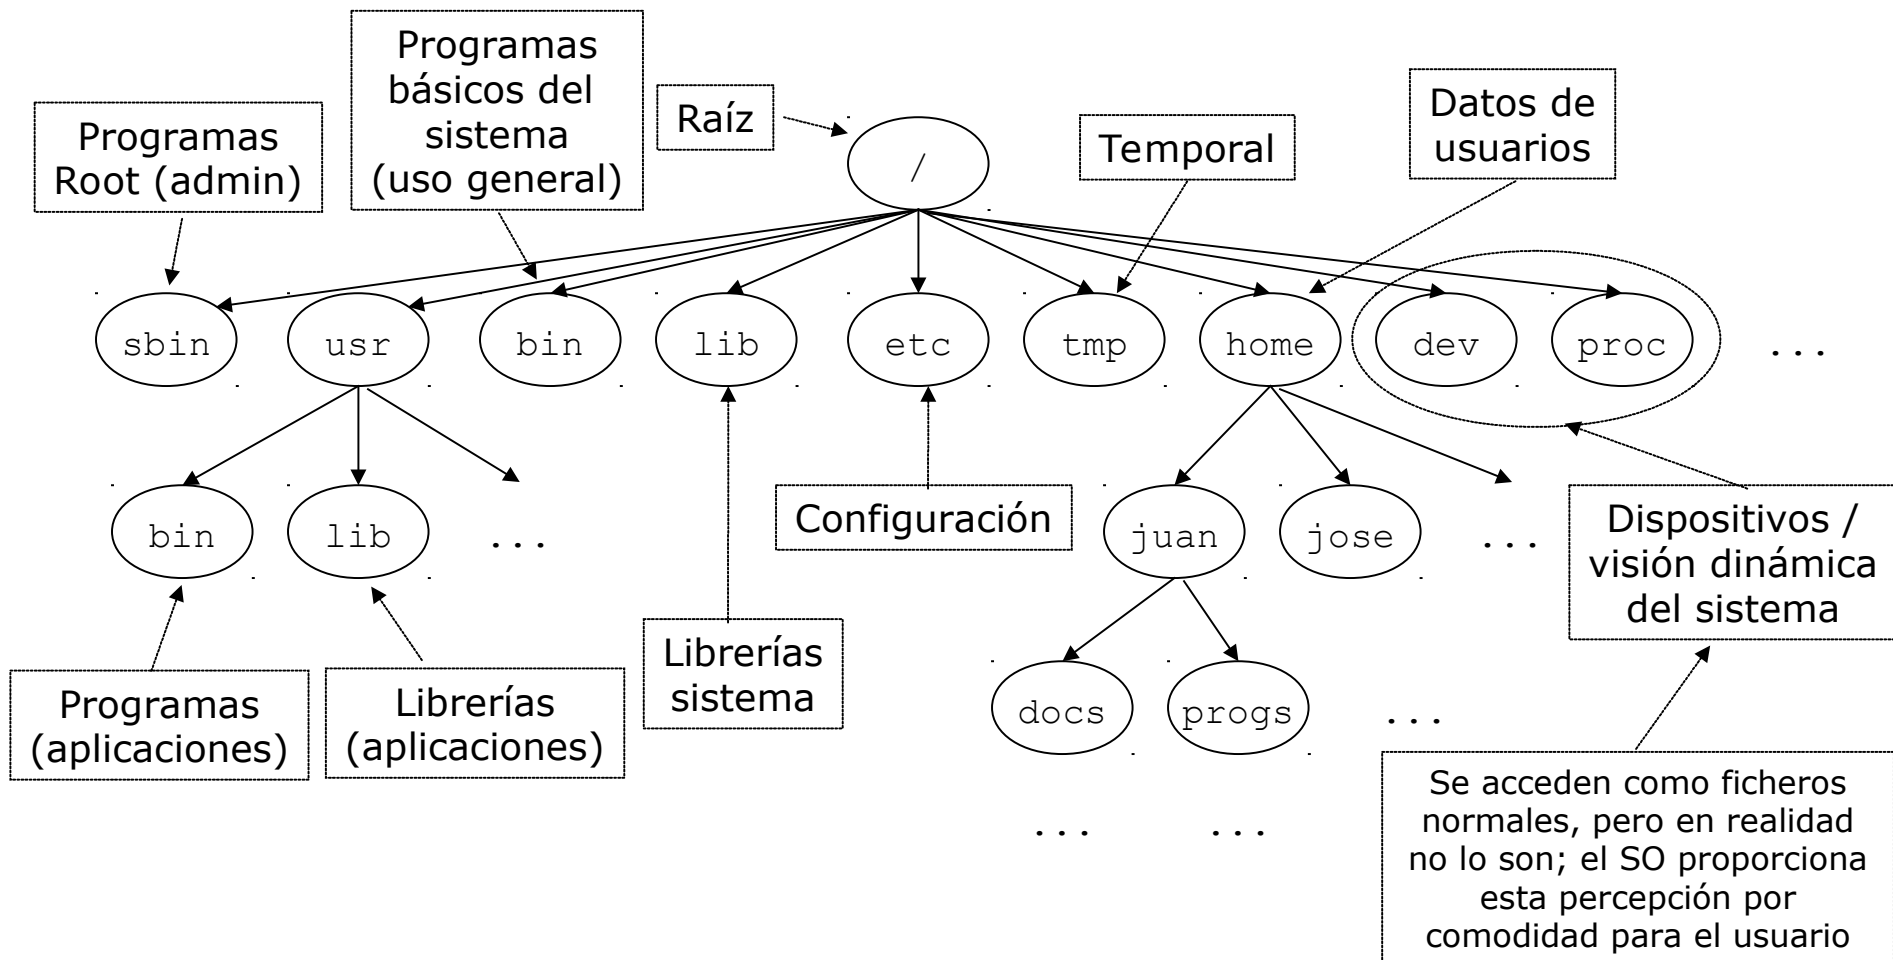 Programas
básicos del
sistema
(uso general)
Programas
Root (admin)
Raíz
/
Temporal
Datos de
usuarios
sbin
usr
bin
lib
etc
tmp
home
dev
proc
...
bin
lib
...
Configuración
juan
jose
...
Dispositivos /
visión dinámica
del sistema
Programas
(aplicaciones)
Librerías
(aplicaciones)
Librerías
sistema
docs
progs
...
...
...
Se acceden como ficheros
normales, pero en realidad
no lo son; el SO proporciona
esta percepción por
comodidad para el usuario